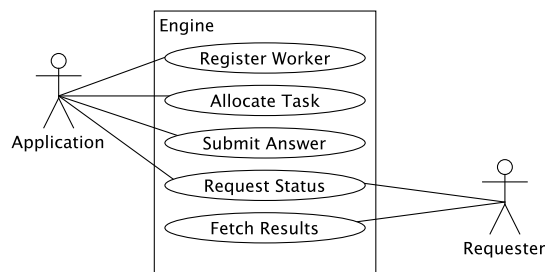 Engine
Register Worker
Allocate Task
Application
Submit Answer
Request Status
Fetch Results
Requester